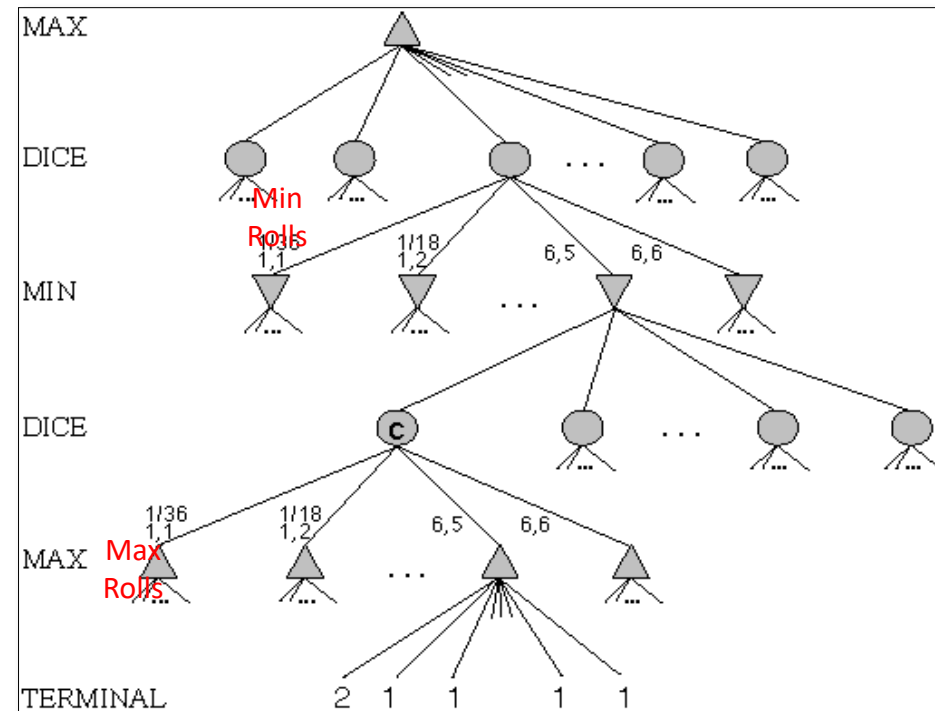 MAX
DICE
. . .
... ... ... ...
Min
Rolls
1/36 1/18
1,1 1,2 6,5 6,6
MIN
. . .
... ... ... ...
DICE
C
. . .
... ... ... ...
1/36 1/18
1,1 1,2 6,5 6,6
MAX
Max
Rolls
. . .
... ... ...
TERMINAL 2 1 1 1 1